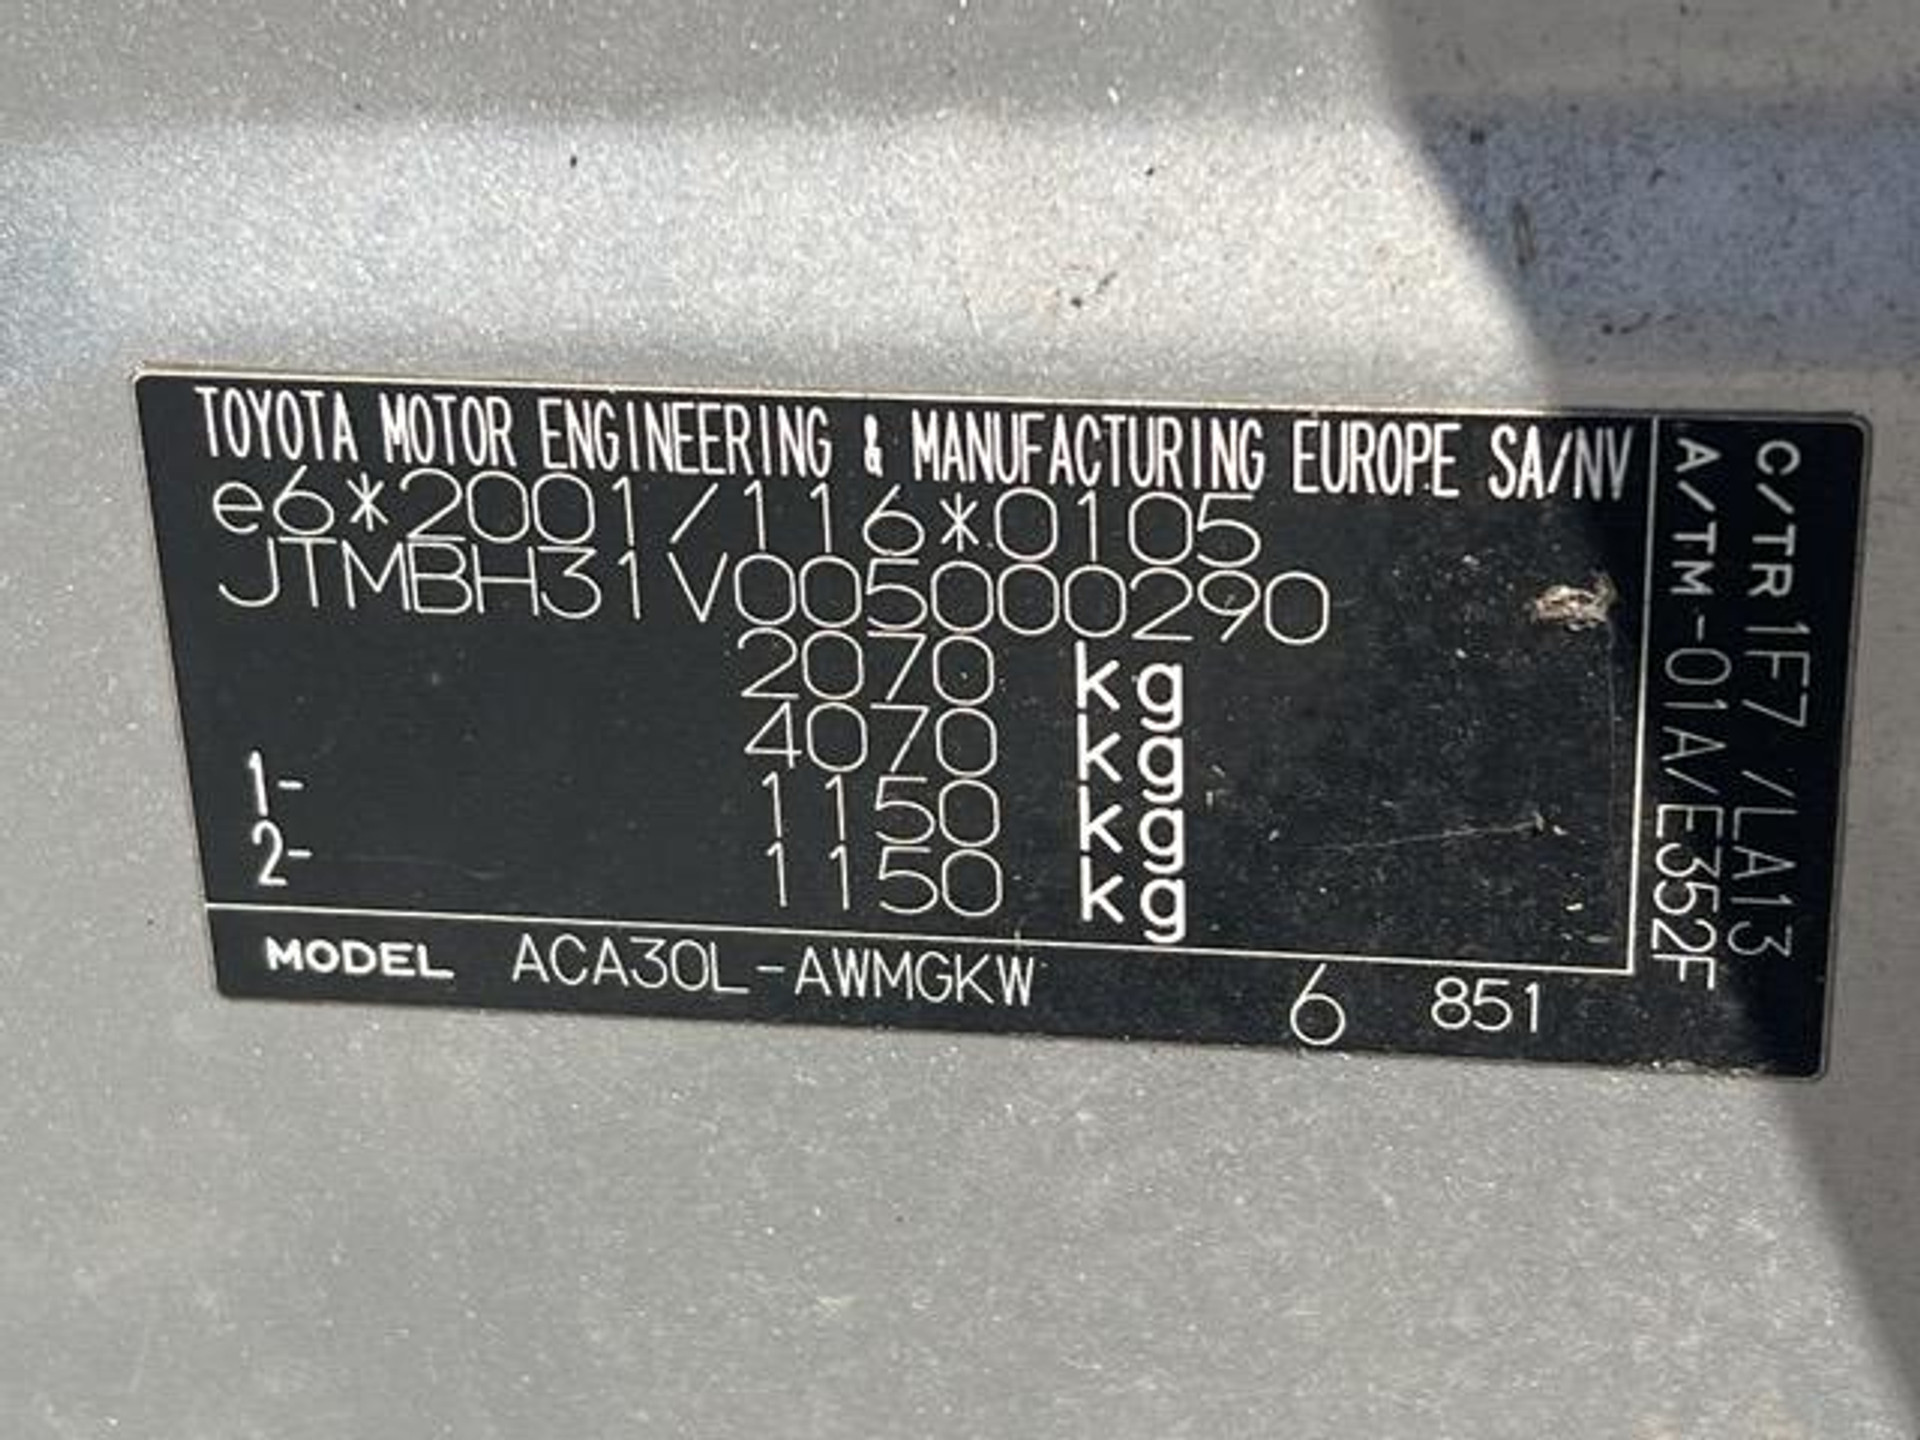 TOYOTA MOTOR ENGINEERING & MANUFACTURING EUROPE SA/NV
e6*2001/116*0105
JTMBH31V005000290
2070 kg
4070 kg
1- 1150 kg
2- 1150 kg
MODEL ACA30L-AWMGKW 6 851
C/TR 1F7 /LA13
A/TM-01A/E352F